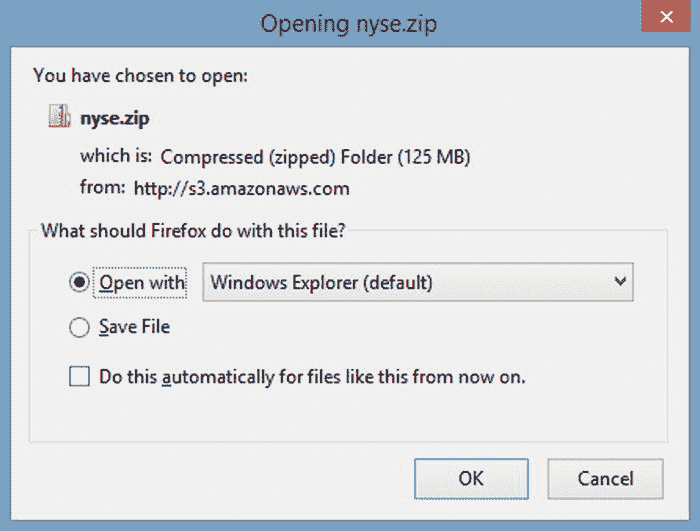 Opening nyse.zip
You have chosen to open:
nyse.zip
which is: Compressed (zipped) Folder (125 MB)
from: http://s3.amazonaws.com
What should Firefox do with this file?
Open with Windows Explorer (default)
Save File
Do this automatically for files like this from now on.
OK Cancel